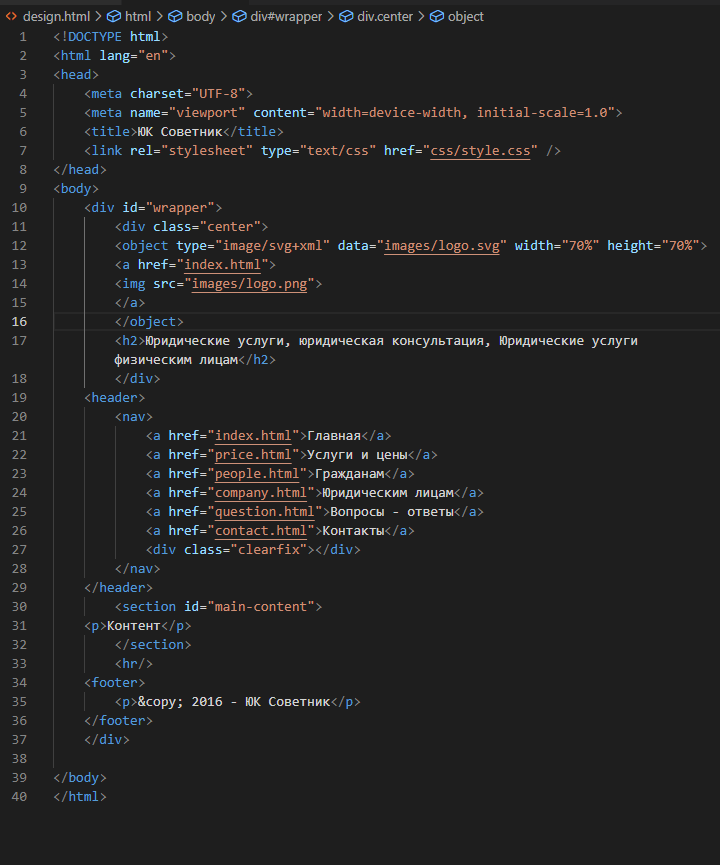 design.html > html > body > div#wrapper > div.center > object
1 <!DOCTYPE html>
2 <html lang="en">
3 <head>
4 <meta charset="UTF-8">
5 <meta name="viewport" content="width=device-width, initial-scale=1.0">
6 <title>ЮК Советник</title>
7 <link rel="stylesheet" type="text/css" href="css/style.css" />
8 </head>
9 <body>
10 <div id="wrapper">
11 <div class="center">
12 <object type="image/svg+xml" data="images/logo.svg" width="70%" height="70%">
13 <a href="index.html">
14 <img src="images/logo.png">
15 </a>
16 </object>
17 <h2>Юридические услуги, юридическая консультация, Юридические услуги
физическим лицам</h2>
18 </div>
19 <header>
20 <nav>
21 <a href="index.html">Главная</a>
22 <a href="price.html">Услуги и цены</a>
23 <a href="people.html">Гражданам</a>
24 <a href="company.html">Юридическим лицам</a>
25 <a href="question.html">Вопросы - ответы</a>
26 <a href="contact.html">Контакты</a>
27 <div class="clearfix"></div>
28 </nav>
29 </header>
30 <section id="main-content">
31 <p>Контент</p>
32 </section>
33 <hr/>
34 <footer>
35 <p>&copy; 2016 - ЮК Советник</p>
36 </footer>
37 </div>
38
39 </body>
40 </html>